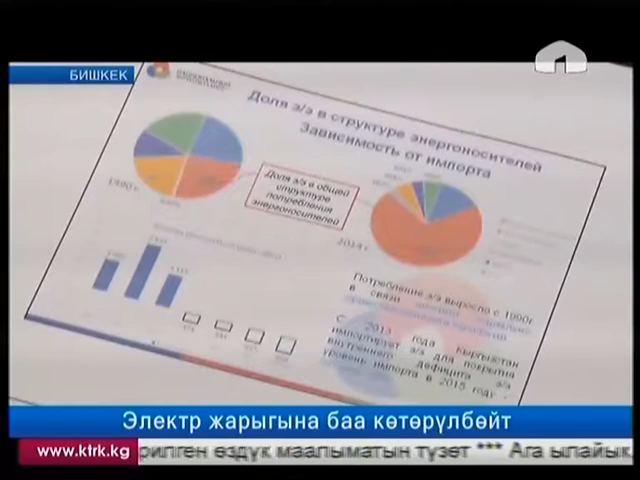 БИШКЕК
1
Доля э/э в структуре энергоносителей
Зависимость от импорта
1990 г.
Доля э/э в общей
структуре
потребления
энергоносителей
2014 г
Потребление э/э выросло с 1990г
в связи
С 2013 года Кыргызстан
импортирует э/э для покрытия
внутреннего дефицита э/э
уровень импорта в 2015 году -
Электр жарыгына баа көтөрүлбөйт
www.ktrk.kg
рилген өздүк маалыматын түзөт *** Ага ылайык,